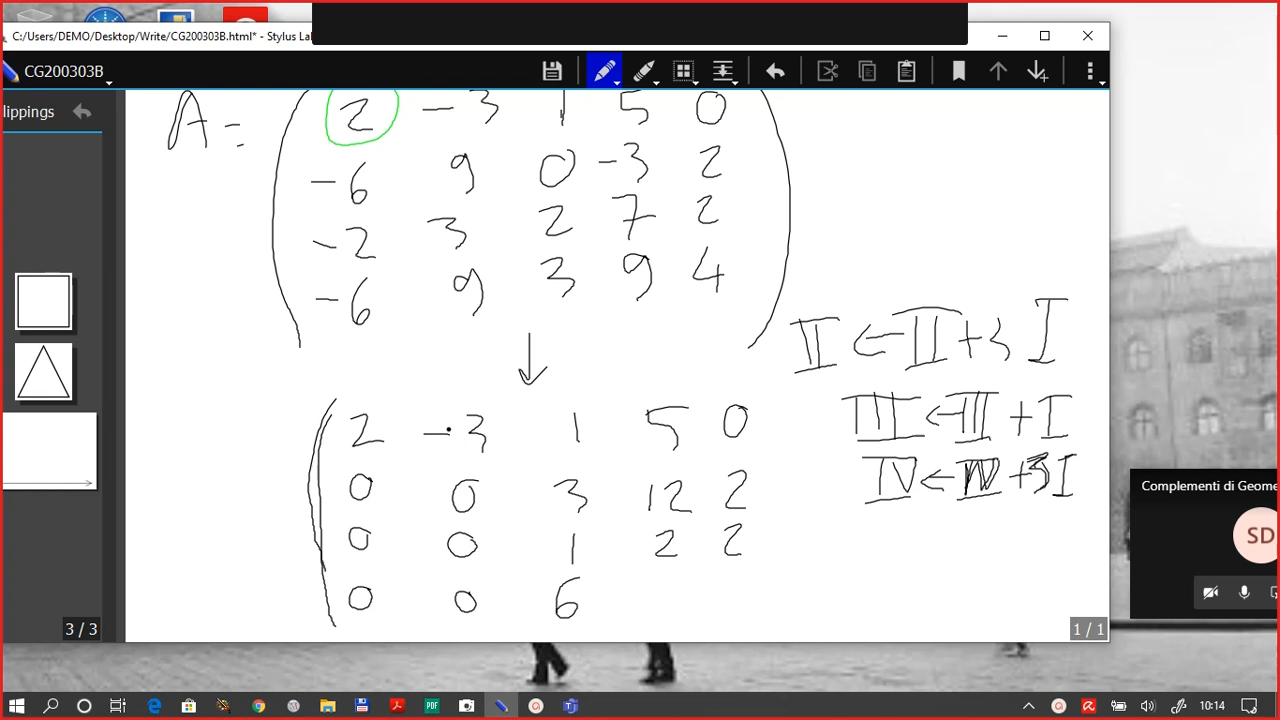 C:/Users/DEMO/Desktop/Write/CG200303B.html* - Stylus La
CG200303B
lippings
A = 2 -3 1 5 0
-6 9 0 -3 2
-2 3 2 7 2
-6 9 3 9 4
↓
II ← II + 3 I
III ← III + I
IV ← IV + 3 I
2 -3 1 5 0
0 0 3 12 2
0 0 1 2 2
0 0 6
3 / 3
1 / 1
Complementi di Geome
SD
PDF
10:14